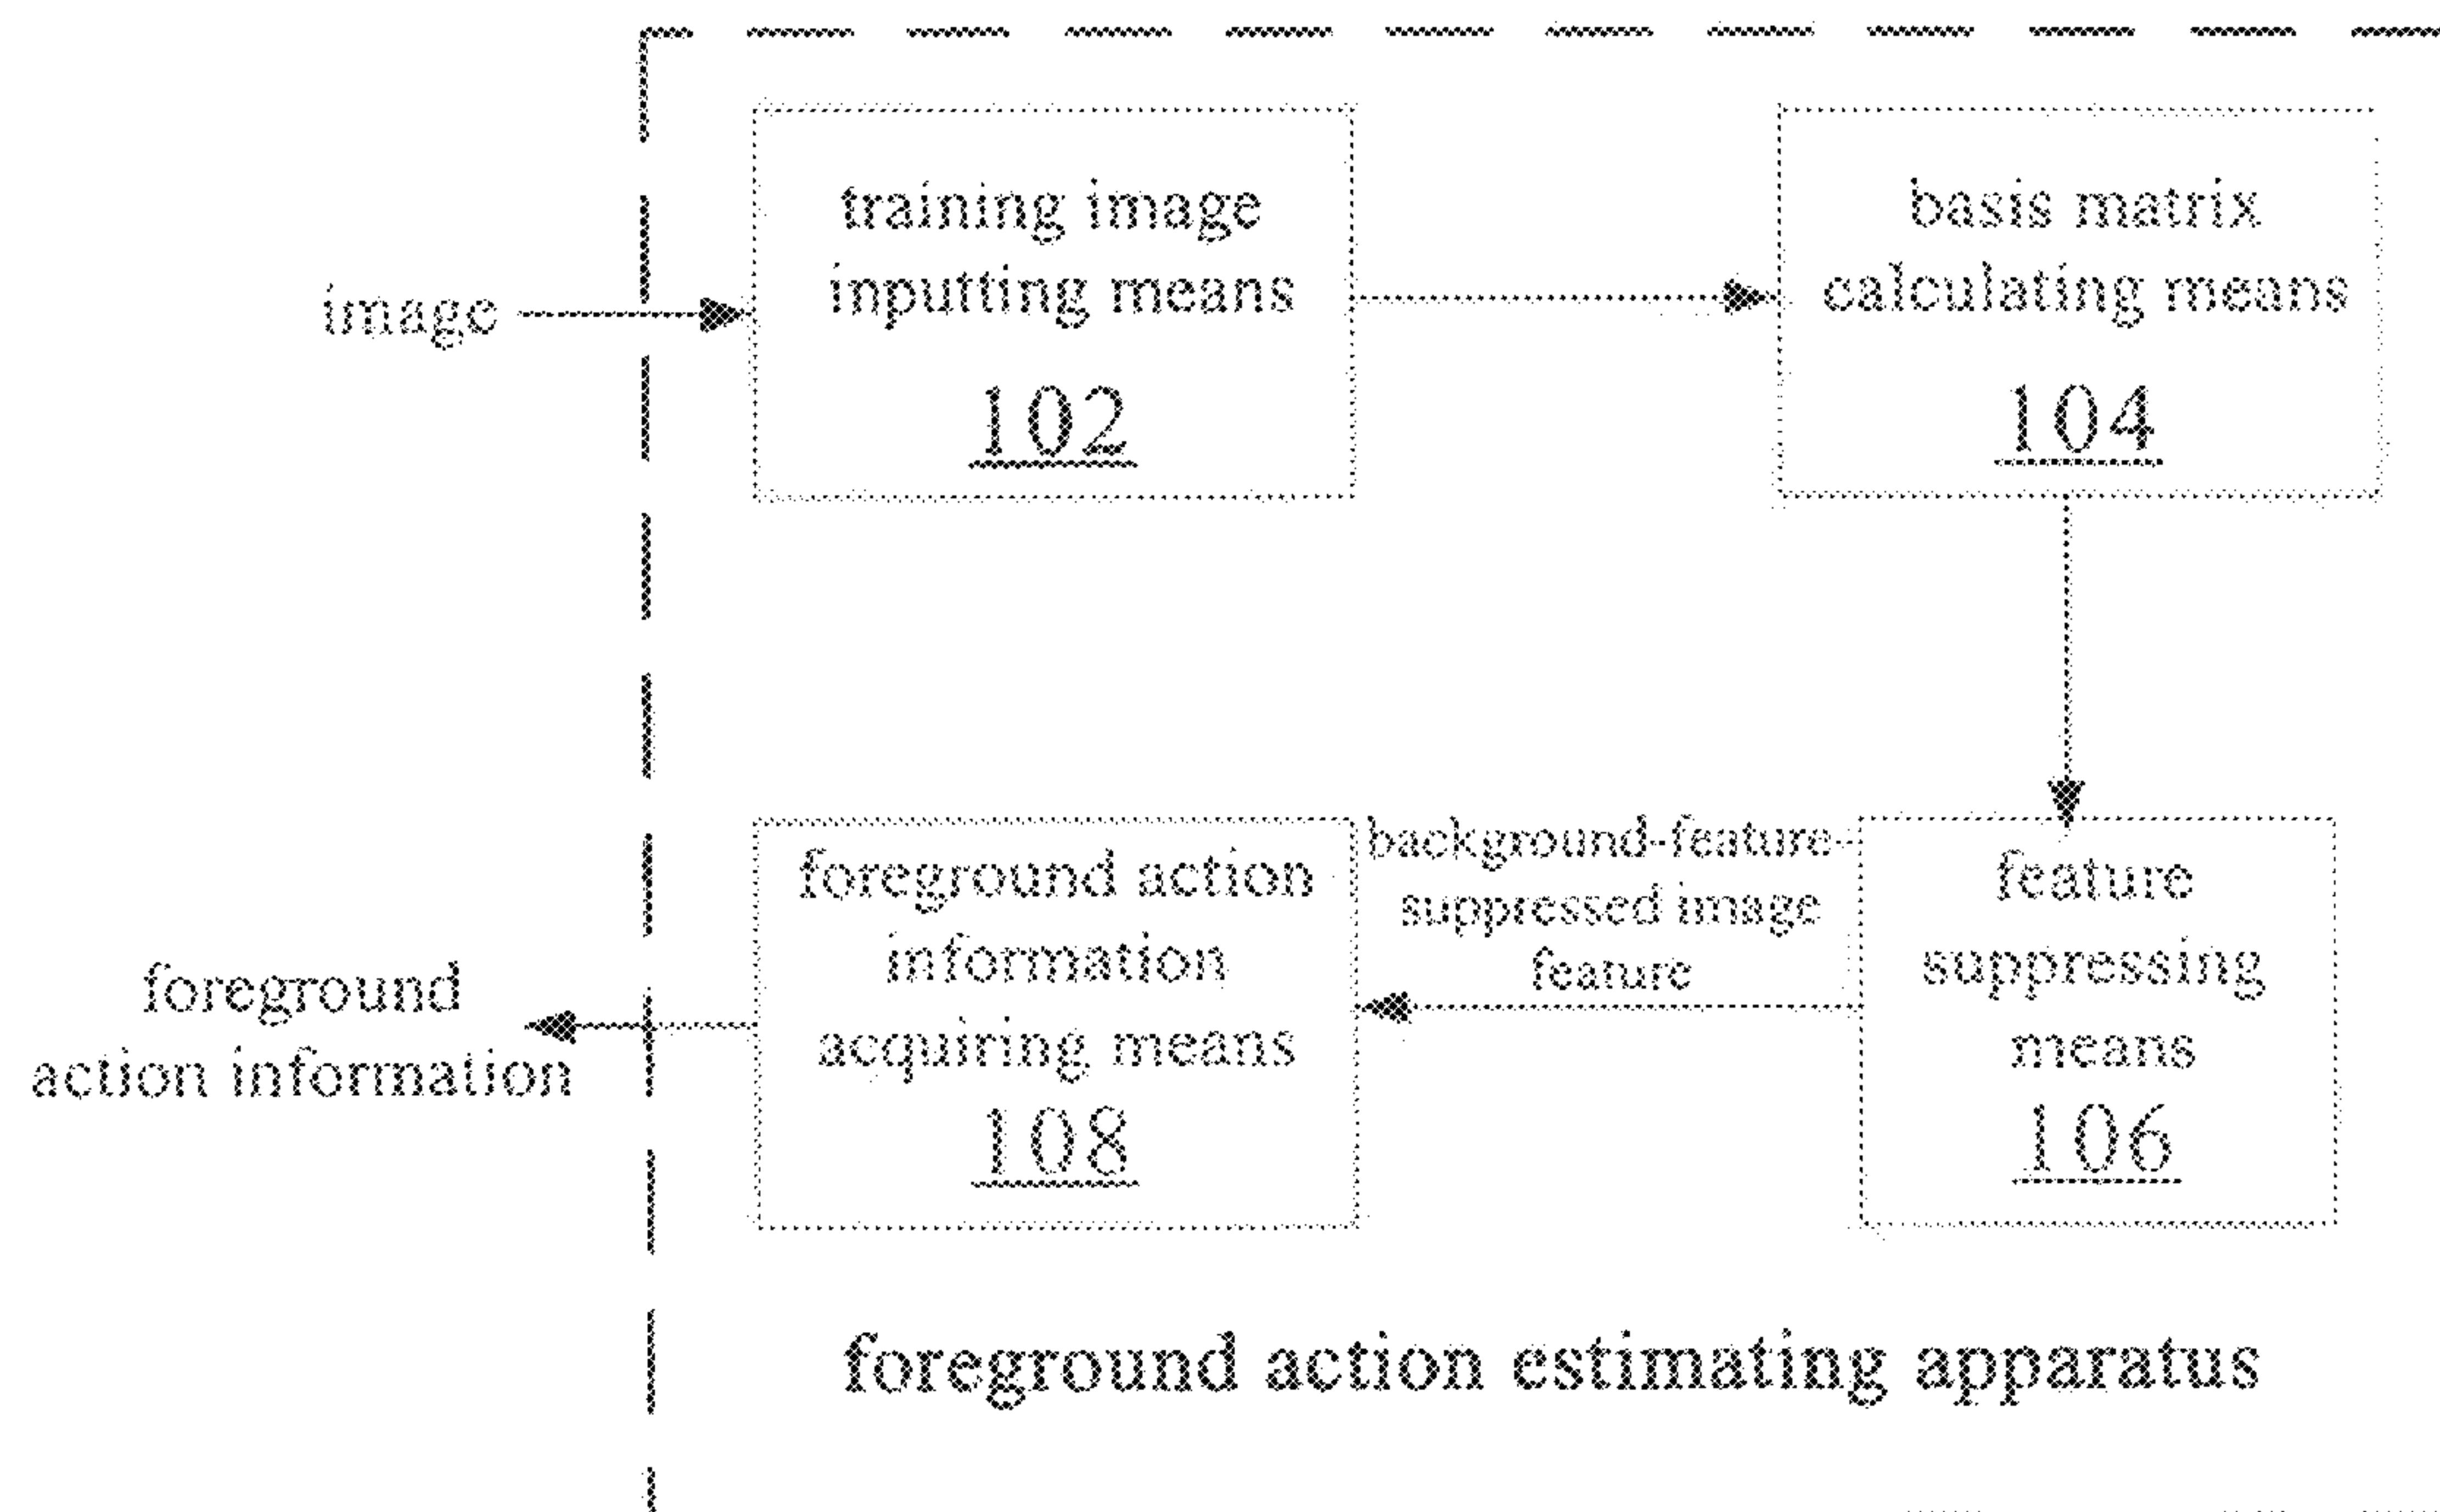 image
training image
inputting means
102
basis matrix
calculating means
104
foreground
action information
foreground action
information
acquiring means
108
background-feature-
suppressed image
feature
feature
suppressing
means
106
foreground action estimating apparatus